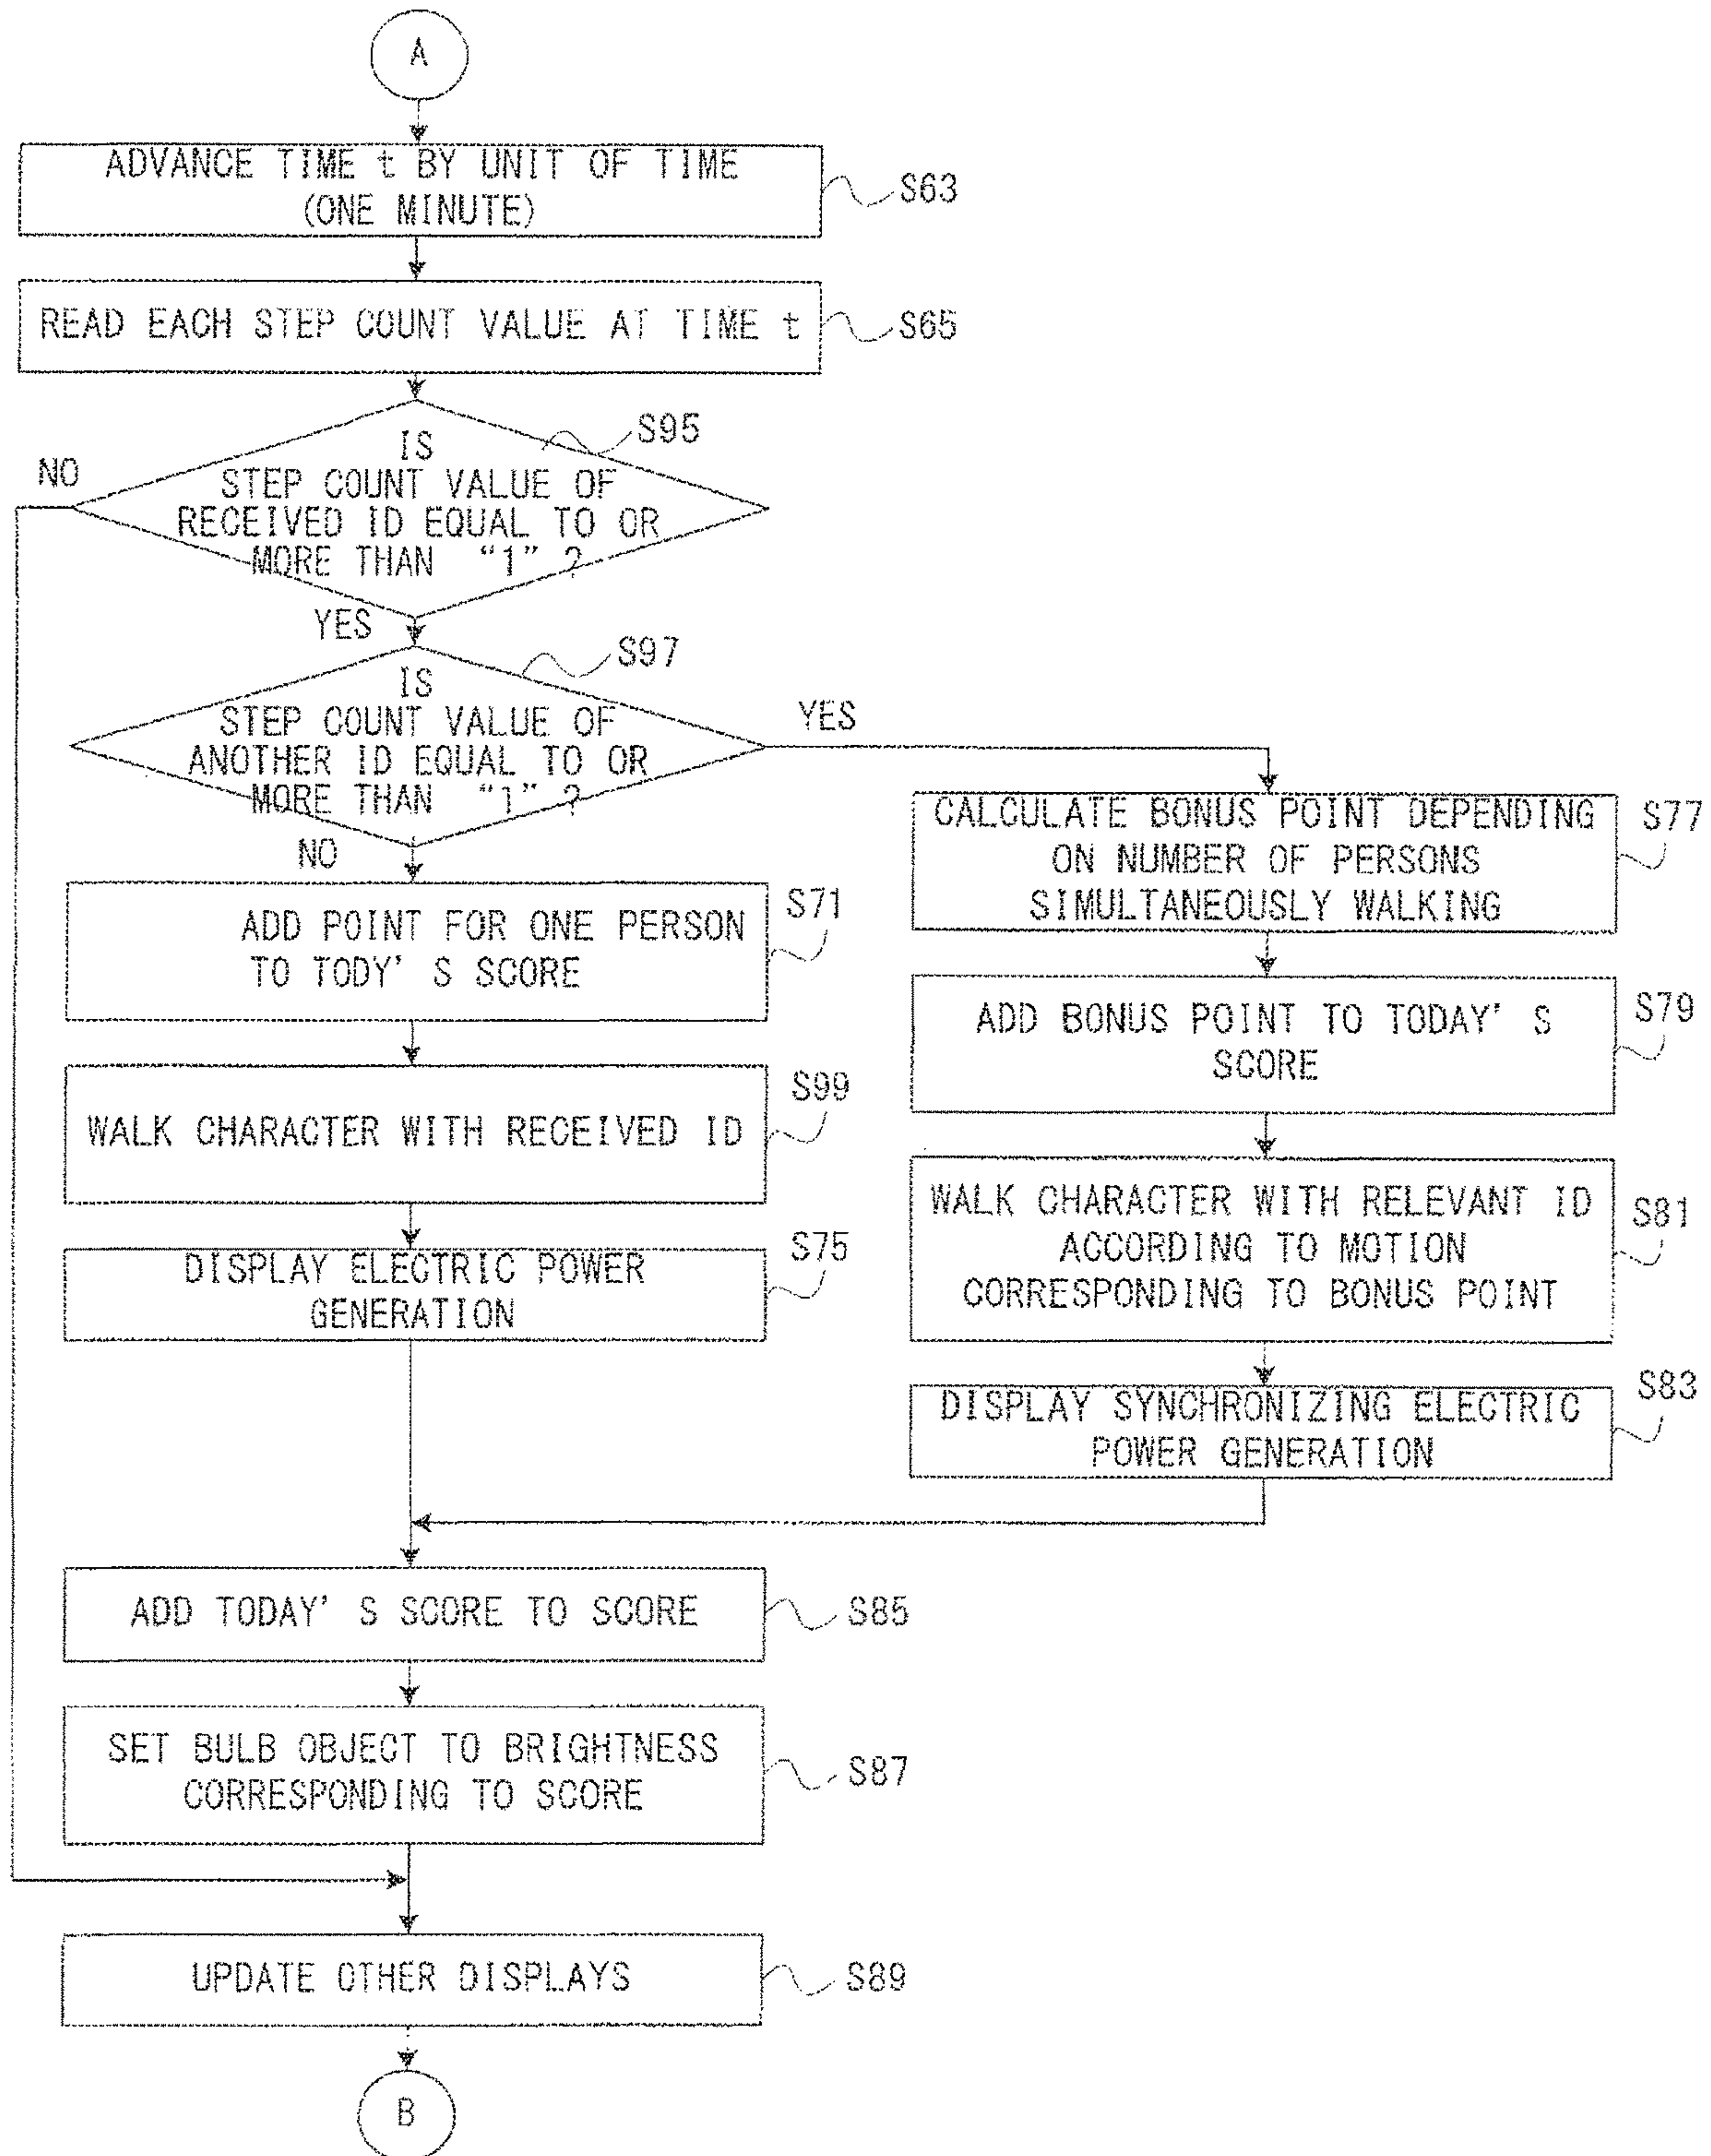 A
ADVANCE TIME t BY UNIT OF TIME
(ONE MINUTE)
S63
READ EACH STEP COUNT VALUE AT TIME t
S65
S95
NO
IS
STEP COUNT VALUE OF
RECEIVED ID EQUAL TO OR
MORE THAN “1” ?
YES
S97
IS
STEP COUNT VALUE OF
ANOTHER ID EQUAL TO OR
MORE THAN “1” ?
YES
NO
CALCULATE BONUS POINT DEPENDING
ON NUMBER OF PERSONS
SIMULTANEOUSLY WALKING
S77
ADD POINT FOR ONE PERSON
TO TODY' S SCORE
S71
ADD BONUS POINT TO TODAY' S
SCORE
S79
WALK CHARACTER WITH RECEIVED ID
S99
WALK CHARACTER WITH RELEVANT ID
ACCORDING TO MOTION
CORRESPONDING TO BONUS POINT
S81
DISPLAY ELECTRIC POWER
GENERATION
S75
DISPLAY SYNCHRONIZING ELECTRIC
POWER GENERATION
S83
ADD TODAY' S SCORE TO SCORE
S85
SET BULB OBJECT TO BRIGHTNESS
CORRESPONDING TO SCORE
S87
UPDATE OTHER DISPLAYS
S89
B